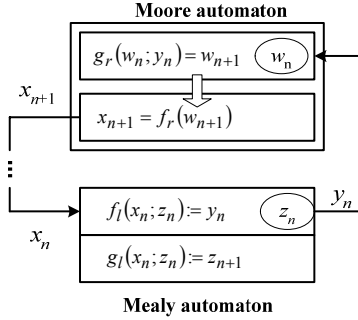 Moore automaton
g_r(w_n; y_n) = w_{n+1} w_n
x_{n+1}
x_{n+1} = f_r(w_{n+1})
f_l(x_n; z_n) := y_n z_n
y_n
x_n
g_l(x_n; z_n) := z_{n+1}
Mealy automaton